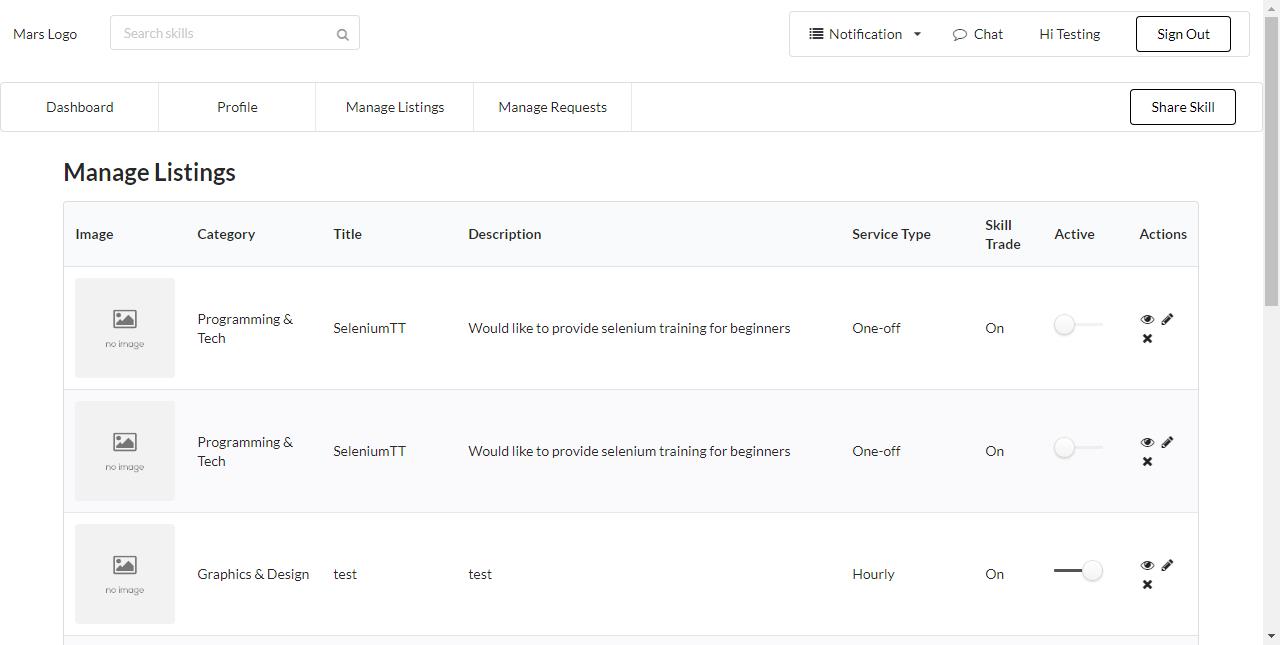 Mars Logo
Search skills
Notification
Chat
Hi Testing
Sign Out
Dashboard
Profile
Manage Listings
Manage Requests
Share Skill
Manage Listings
Image
Category
Title
Description
Service Type
Skill
Trade
Active
Actions
no image
Programming &
Tech
SeleniumTT
Would like to provide selenium training for beginners
One-off
On
no image
Programming &
Tech
SeleniumTT
Would like to provide selenium training for beginners
One-off
On
no image
Graphics & Design
test
test
Hourly
On